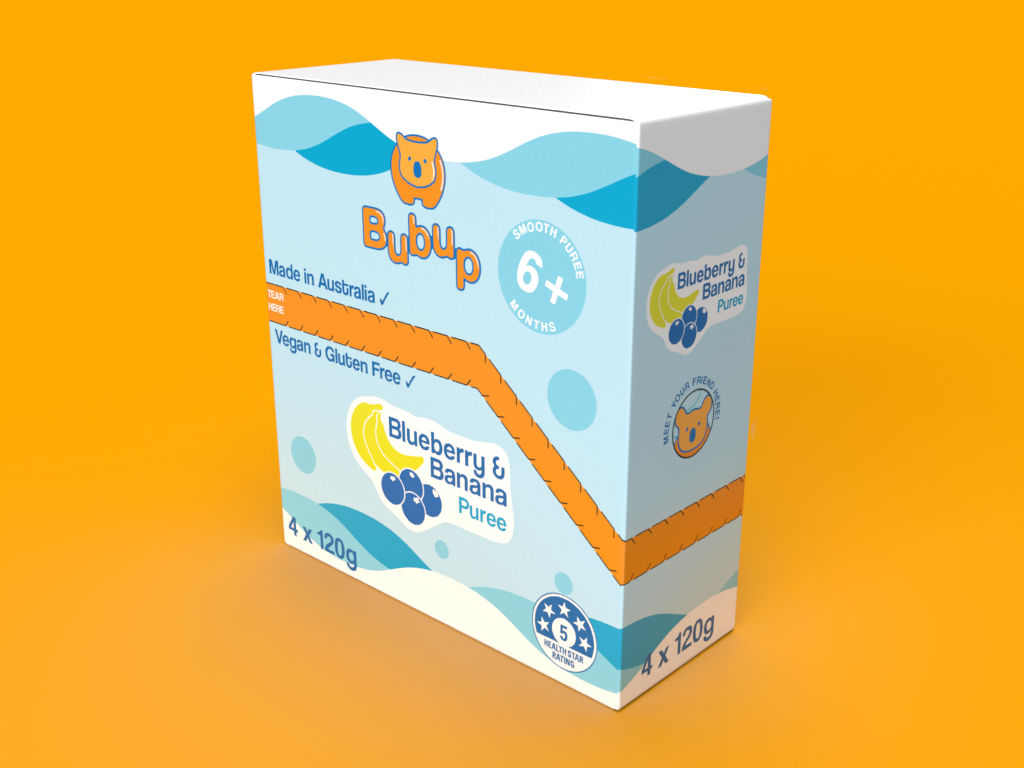 Bubup
SMOOTH PUREE
6+
MONTHS
Made in Australia ✓
TEAR
HERE
Vegan & Gluten Free ✓
Blueberry &
Banana
Puree
4 x 120g
5
HEALTH STAR
RATING
Blueberry &
Banana
Puree
MEET YOUR FRIEND HERE!
4 x 120g